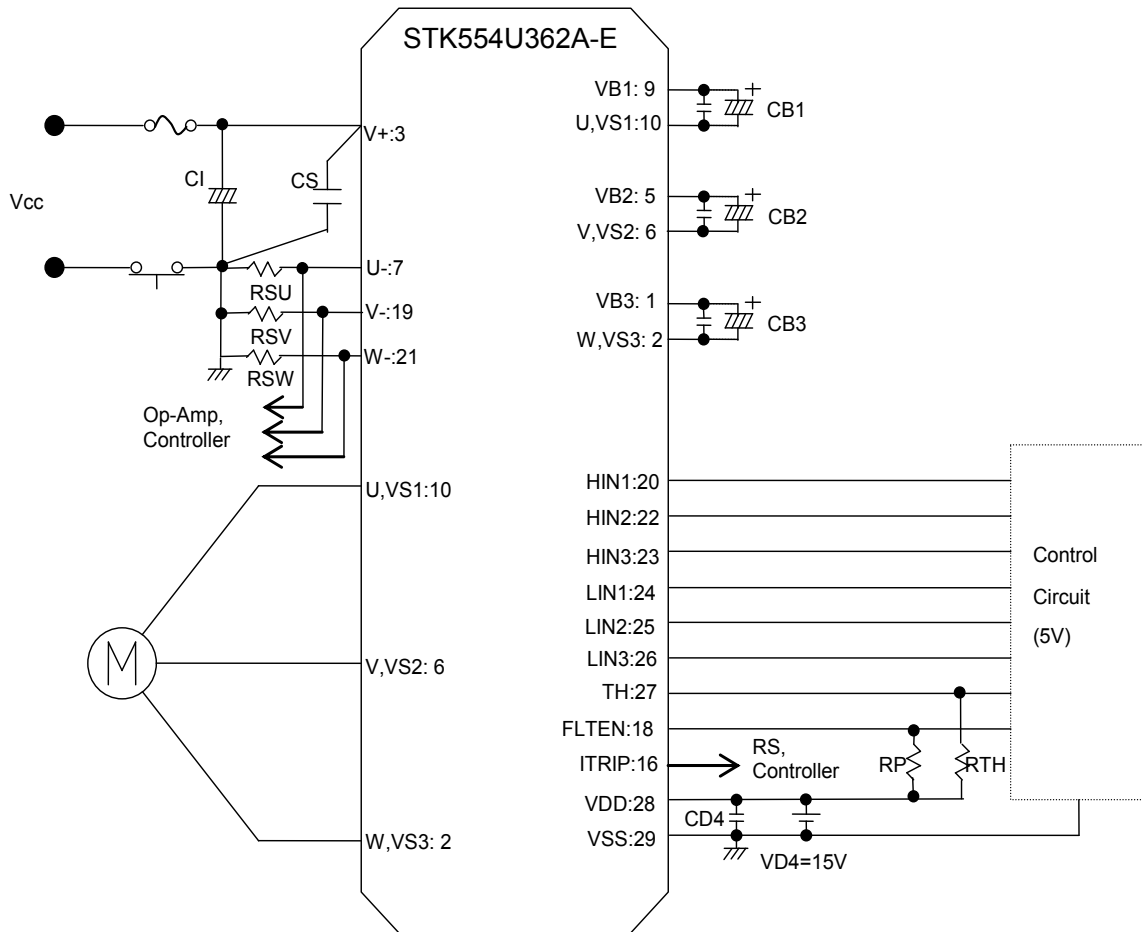 STK554U362A-E
VB1: 9
+
CB1
U,VS1:10
V+:3
CI
CS
Vcc
VB2: 5
+
CB2
V,VS2: 6
U-:7
RSU
V-:19
RSV
W-:21
RSW
VB3: 1
+
CB3
W,VS3: 2
Op-Amp,
Controller
U,VS1:10
M
V,VS2: 6
W,VS3: 2
HIN1:20
HIN2:22
HIN3:23
LIN1:24
LIN2:25
LIN3:26
TH:27
FLTEN:18
ITRIP:16
RS,
Controller
RP
RTH
VDD:28
CD4
VSS:29
VD4=15V
Control
Circuit
(5V)